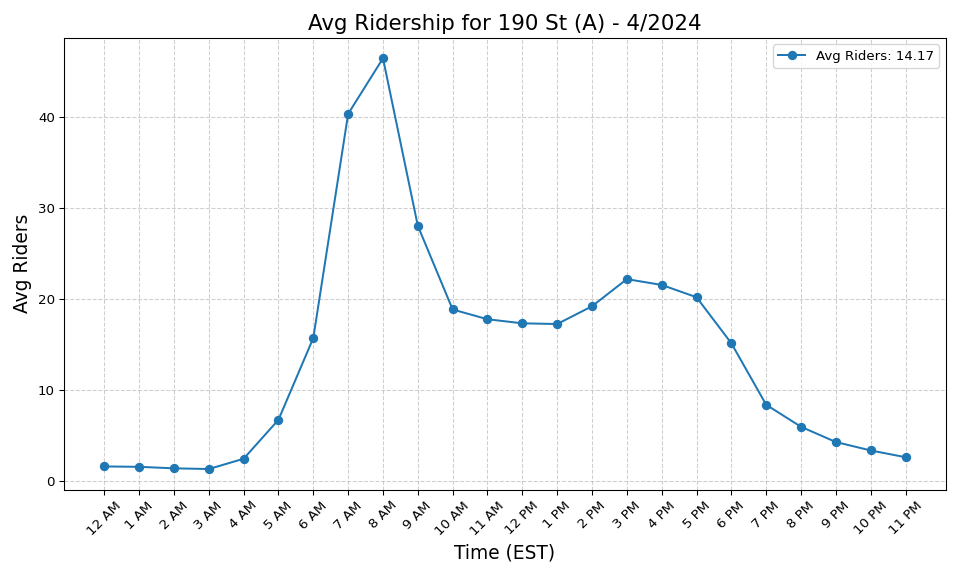 Avg Ridership for 190 St (A) - 4/2024
Avg Riders: 14.17
Avg Riders
40
30
20
10
0
12 AM
1 AM
2 AM
3 AM
4 AM
5 AM
6 AM
7 AM
8 AM
9 AM
10 AM
11 AM
12 PM
1 PM
2 PM
3 PM
4 PM
5 PM
6 PM
7 PM
8 PM
9 PM
10 PM
11 PM
Time (EST)